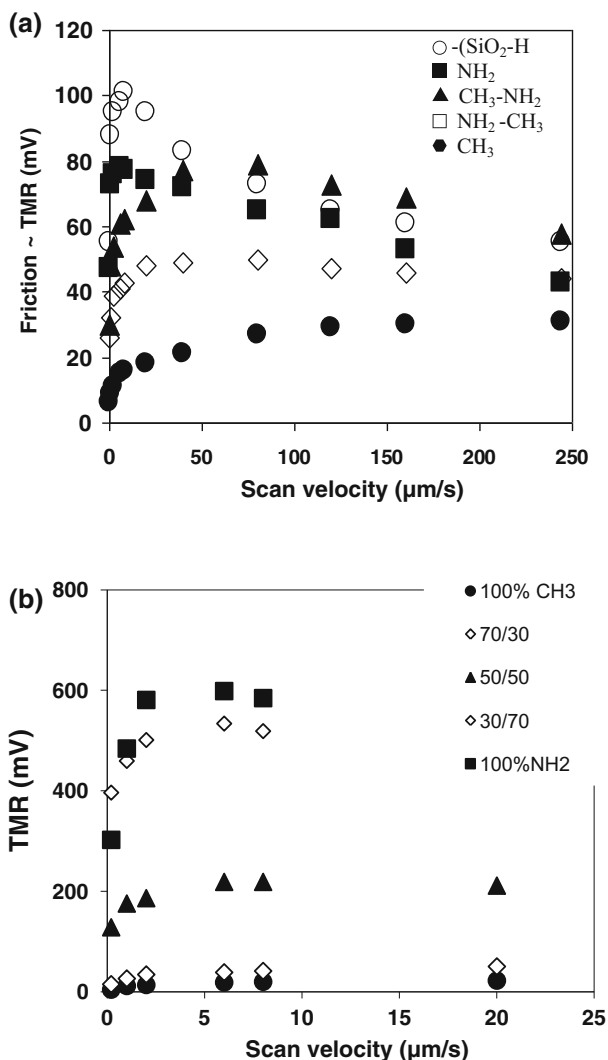 (a)
120
100
80
60
40
20
0
Friction ~ TMR (mV)
-(SiO₂-H
NH₂
CH₃-NH₂
NH₂ -CH₃
CH₃
0
50
100
150
200
250
Scan velocity (µm/s)
(b)
800
600
400
200
0
TMR (mV)
100% CH3
70/30
50/50
30/70
100%NH2
0
5
10
15
20
25
Scan velocity (µm/s)